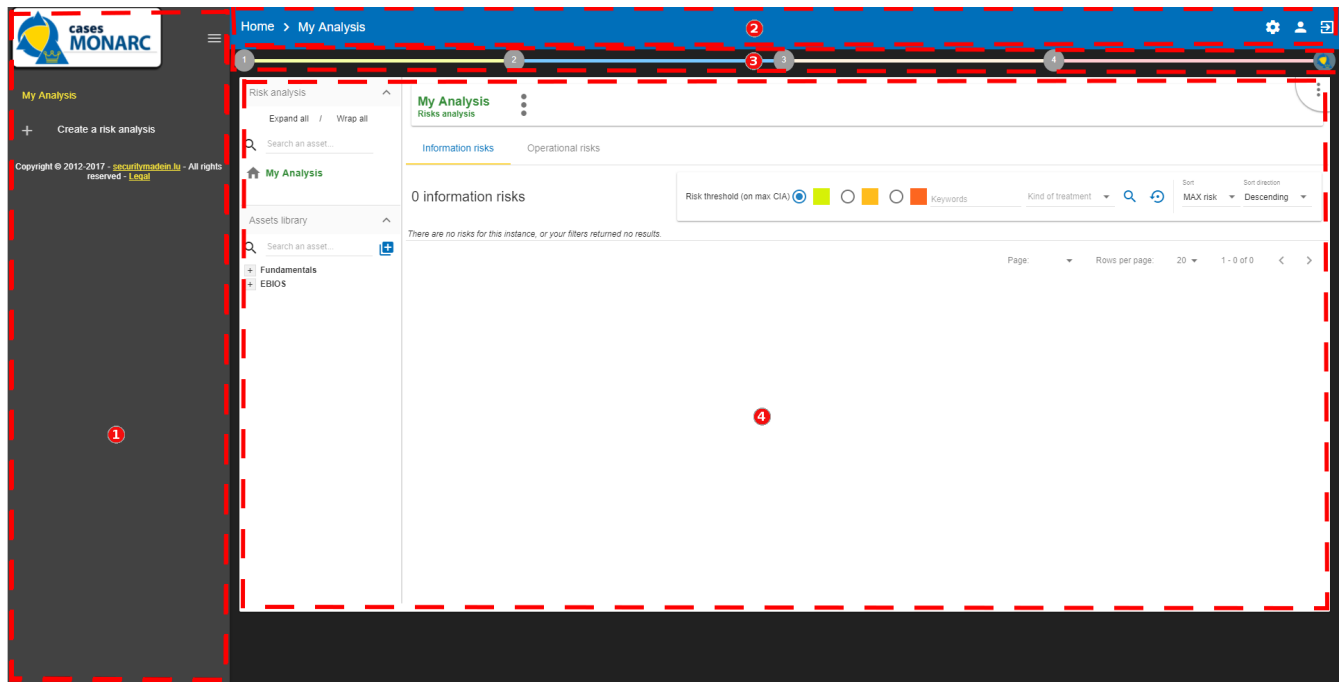 cases
MONARC
My Analysis
+ Create a risk analysis
Copyright © 2012-2017 - securitymadein.lu - All rights
reserved - Legal
1
Home > My Analysis
2
1
2
3
3
4
Risk analysis
Expand all / Wrap all
Search an asset...
My Analysis
Assets library
Search an asset...
+ Fundamentals
+ EBIOS
My Analysis
Risks analysis
Information risks Operational risks
0 information risks
Risk threshold (on max CIA)
Keywords
Kind of treatment
Sort
MAX risk
Sort direction
Descending
There are no risks for this instance, or your filters returned no results.
Page: Rows per page: 20 1 - 0 of 0
4